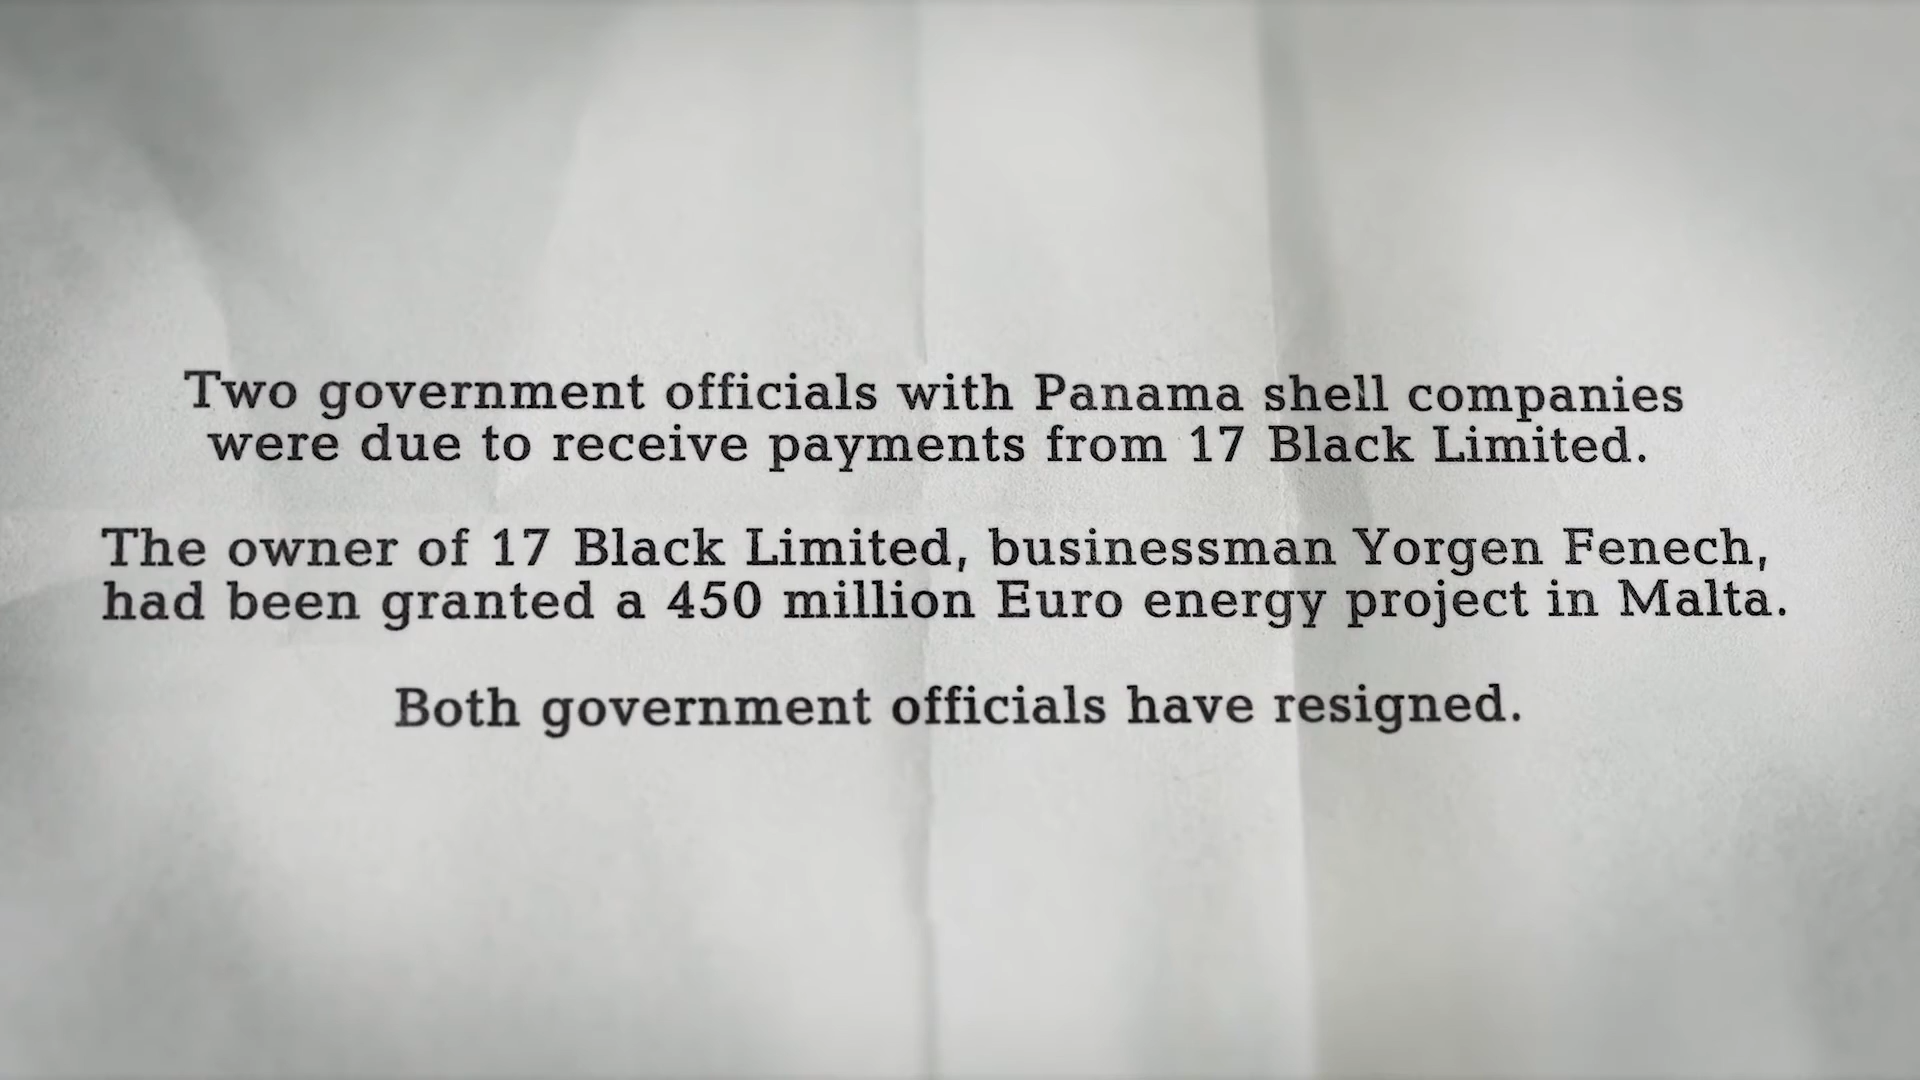 Two government officials with Panama shell companies
were due to receive payments from 17 Black Limited.
The owner of 17 Black Limited, businessman Yorgen Fenech,
had been granted a 450 million Euro energy project in Malta.
Both government officials have resigned.